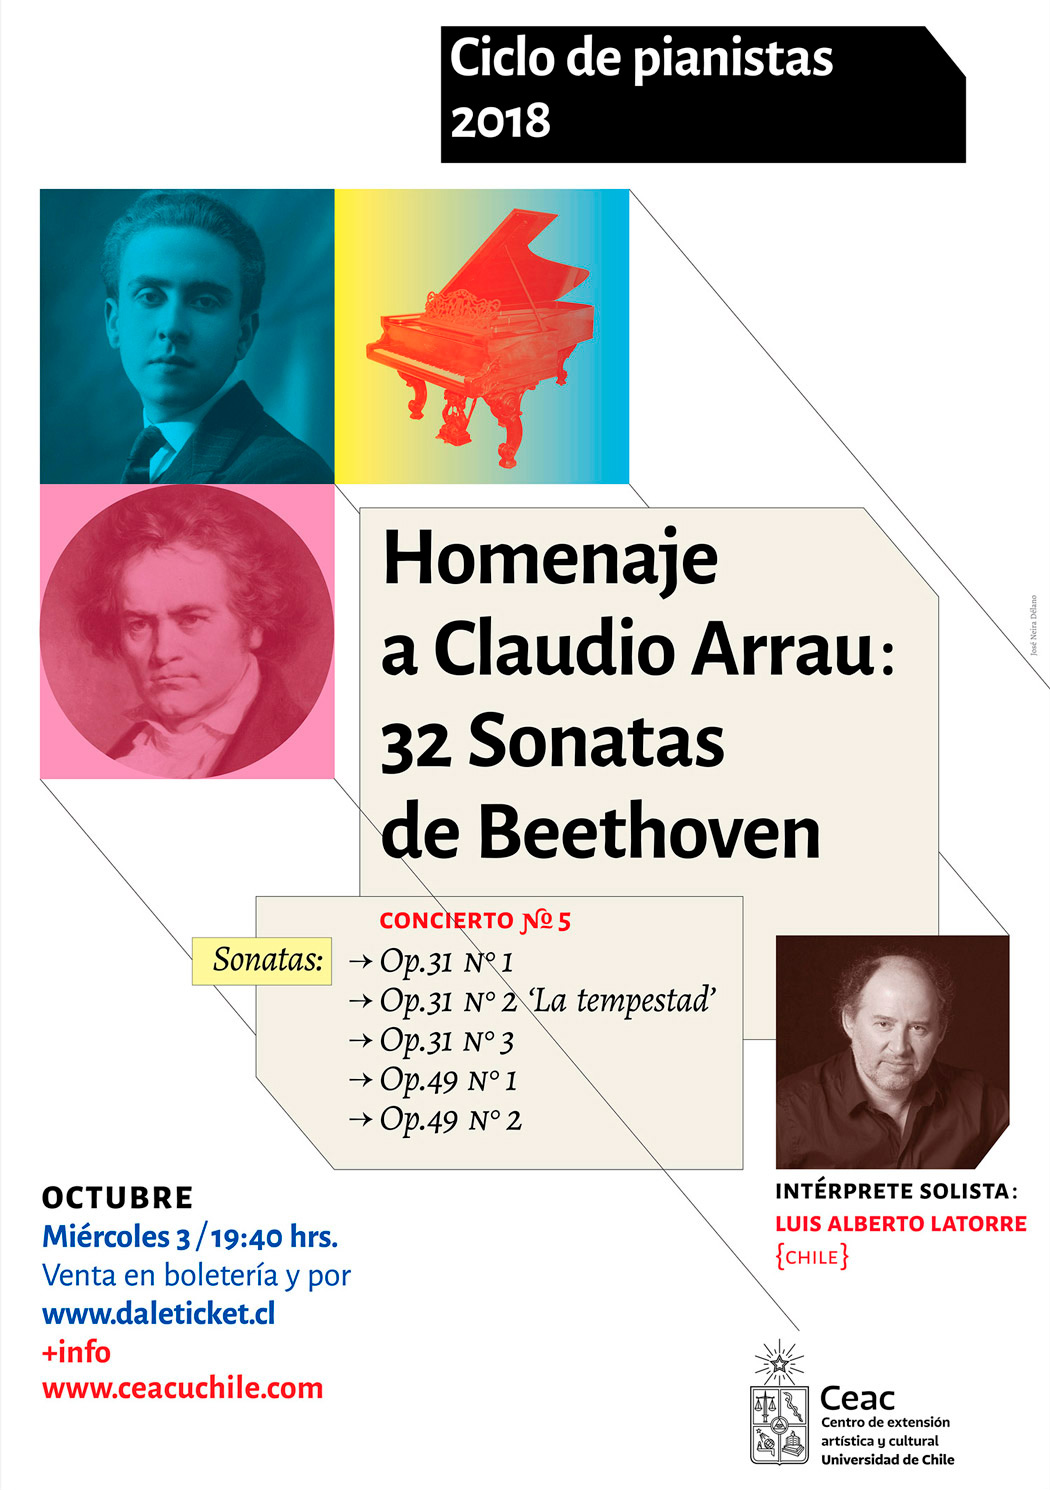 Ciclo de pianistas
2018
José Neira Délano
Homenaje
a Claudio Arrau:
32 Sonatas
de Beethoven
CONCIERTO Nº 5
Sonatas:
→ Op.31 N° 1
→ Op.31 N° 2 ‘La tempestad’
→ Op.31 N° 3
→ Op.49 N° 1
→ Op.49 N° 2
OCTUBRE
Miércoles 3 / 19:40 hrs.
Venta en boletería y por
www.daleticket.cl
+info
www.ceacuchile.com
INTÉRPRETE SOLISTA:
LUIS ALBERTO LATORRE
{CHILE}
Ceac
Centro de extensión
artística y cultural
Universidad de Chile